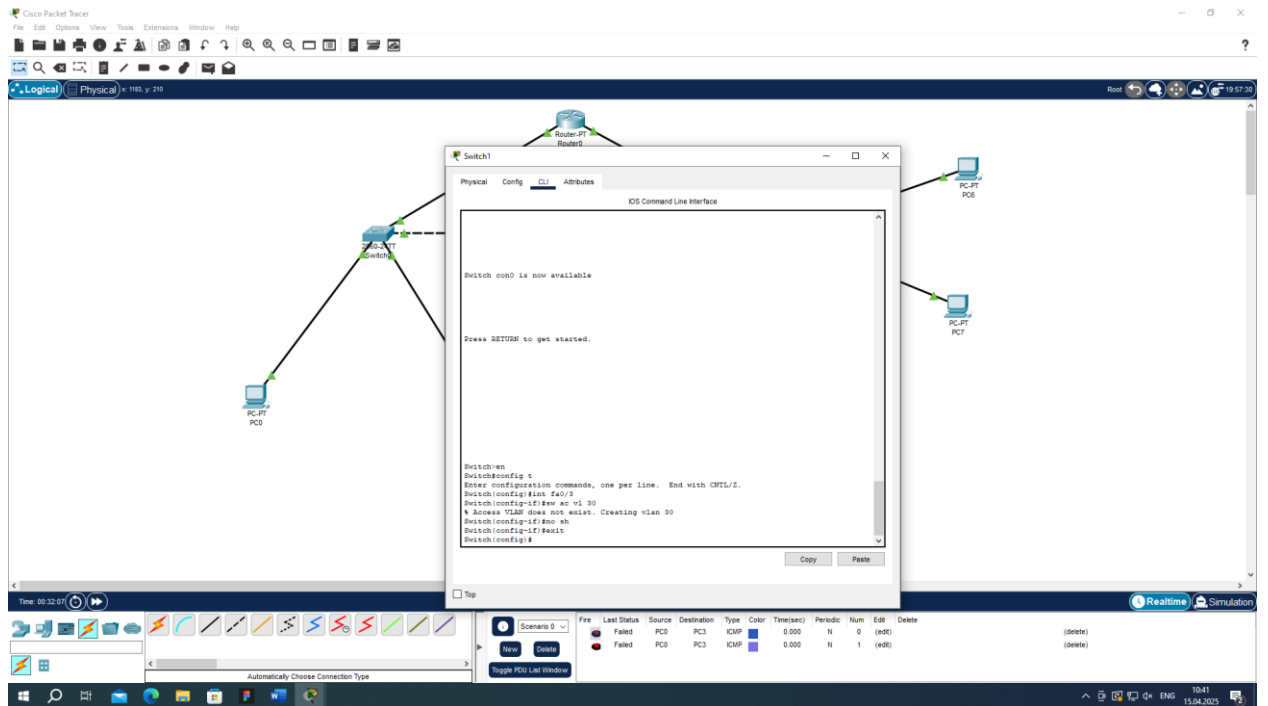 Cisco Packet Tracer
File Edit Options View Tools Extensions Window Help
?
Logical Physical x: 1183, y: 210
Root 19:57:30
Router-PT
Router0
Switch1
Physical Config CLI Attributes
IOS Command Line Interface
PC-PT
PC6
Switch con0 is now available
Press RETURN to get started.
PC-PT
PC7
PC-PT
PC0
Switch>en
Switch#config t
Enter configuration commands, one per line. End with CNTL/Z.
Switch(config)#int fa0/3
Switch(config-if)#sw ac vl 30
% Access VLAN does not exist. Creating vlan 30
Switch(config-if)#no sh
Switch(config-if)#exit
Switch(config)#
Copy Paste
Top
Time: 00:32:07
Realtime Simulation
Scenario 0
New Delete
Toggle PDU List Window
Fire Last Status Source Destination Type Color Time(sec) Periodic Num Edit Delete
Failed PC0 PC3 ICMP 0.000 N 0 (edit) (delete)
Failed PC0 PC3 ICMP 0.000 N 1 (edit) (delete)
Automatically Choose Connection Type
ENG
10:41
15.04.2025